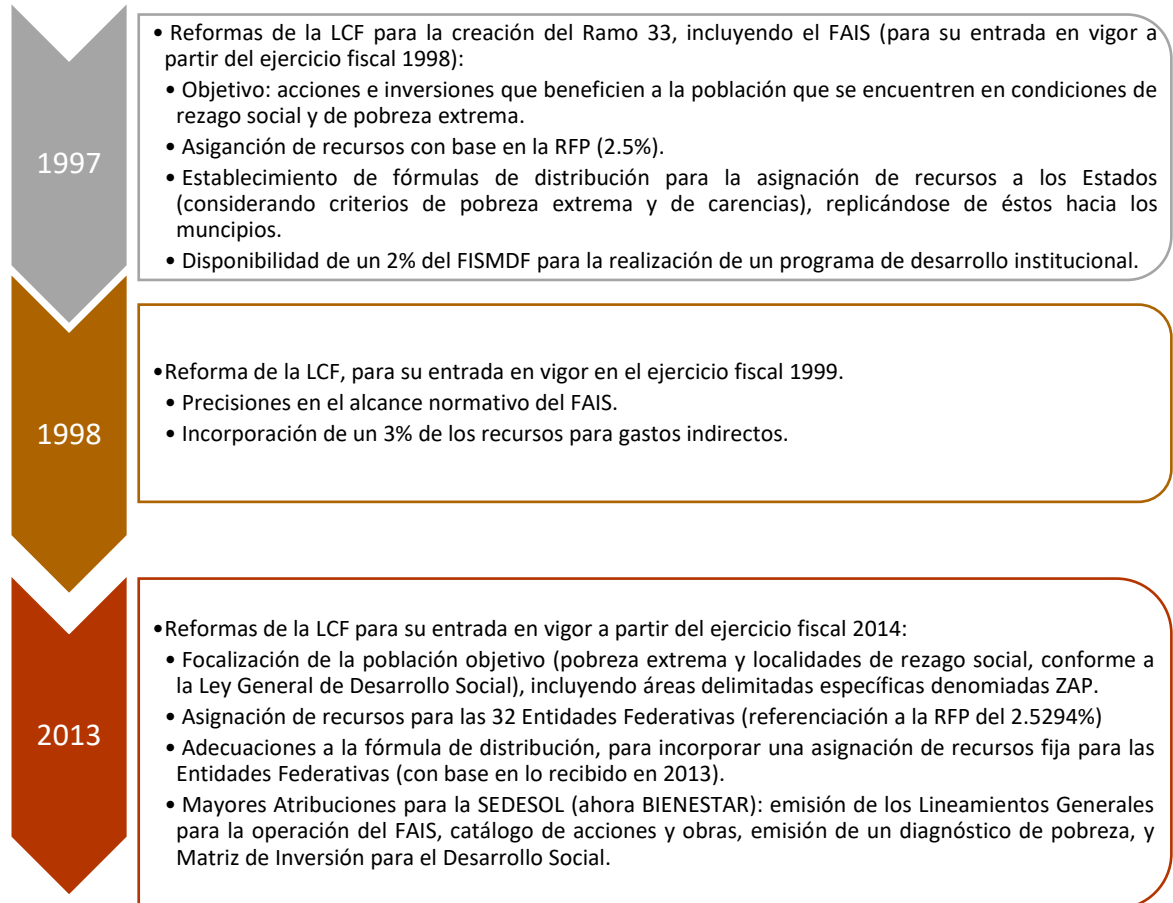 1997
• Reformas de la LCF para la creación del Ramo 33, incluyendo el FAIS (para su entrada en vigor a
partir del ejercicio fiscal 1998):
• Objetivo: acciones e inversiones que beneficien a la población que se encuentren en condiciones de
rezago social y de pobreza extrema.
• Asiganción de recursos con base en la RFP (2.5%).
• Establecimiento de fórmulas de distribución para la asignación de recursos a los Estados
(considerando criterios de pobreza extrema y de carencias), replicándose de éstos hacia los
muncipios.
• Disponibilidad de un 2% del FISMDF para la realización de un programa de desarrollo institucional.
1998
•Reforma de la LCF, para su entrada en vigor en el ejercicio fiscal 1999.
• Precisiones en el alcance normativo del FAIS.
• Incorporación de un 3% de los recursos para gastos indirectos.
2013
•Reformas de la LCF para su entrada en vigor a partir del ejercicio fiscal 2014:
• Focalización de la población objetivo (pobreza extrema y localidades de rezago social, conforme a
la Ley General de Desarrollo Social), incluyendo áreas delimitadas específicas denomiadas ZAP.
• Asignación de recursos para las 32 Entidades Federativas (referenciación a la RFP del 2.5294%)
• Adecuaciones a la fórmula de distribución, para incorporar una asignación de recursos fija para las
Entidades Federativas (con base en lo recibido en 2013).
• Mayores Atribuciones para la SEDESOL (ahora BIENESTAR): emisión de los Lineamientos Generales
para la operación del FAIS, catálogo de acciones y obras, emisión de un diagnóstico de pobreza, y
Matriz de Inversión para el Desarrollo Social.